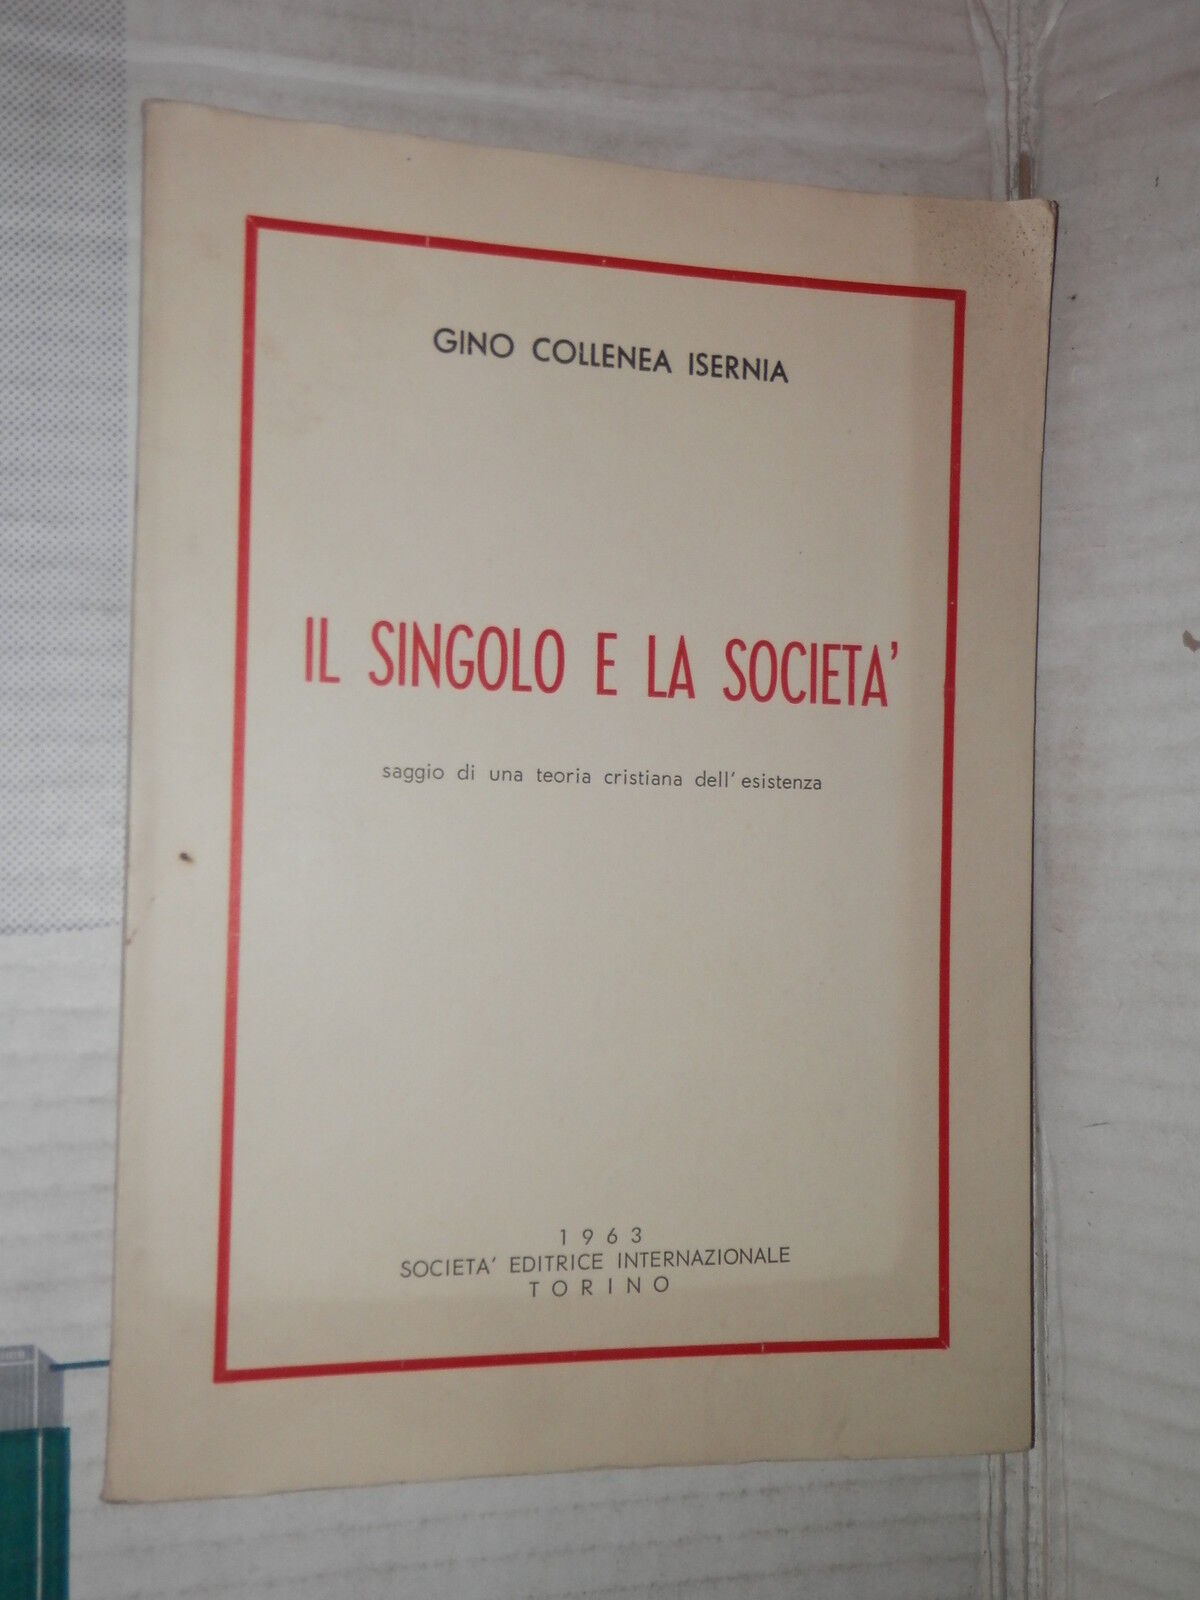 GINO COLLENEA ISERNIA
IL SINGOLO E LA SOCIETA'
saggio di una teoria cristiana dell'esistenza
1963
SOCIETA' EDITRICE INTERNAZIONALE
TORINO